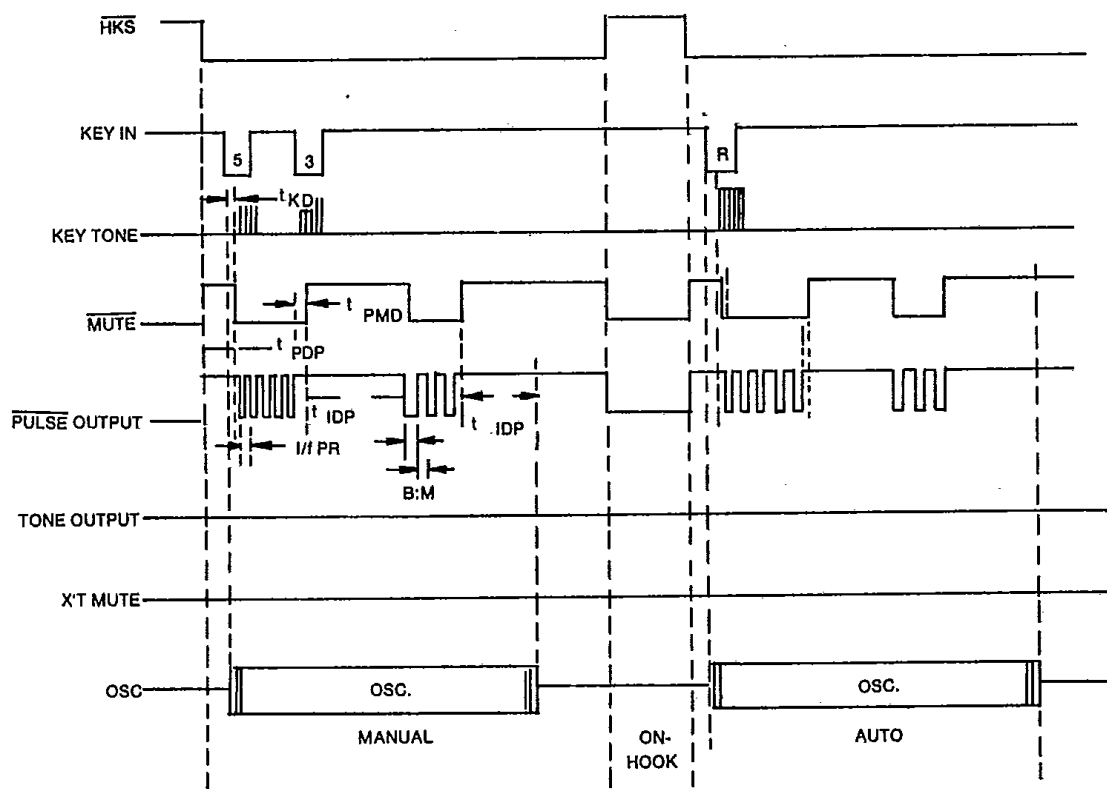 HKS
KEY IN
5
3
R
t KD
KEY TONE
t PMD
MUTE
t PDP
t IDP
t IDP
PULSE OUTPUT
I/f PR
B:M
TONE OUTPUT
X'T MUTE
OSC
OSC.
OSC.
MANUAL
ON-
HOOK
AUTO